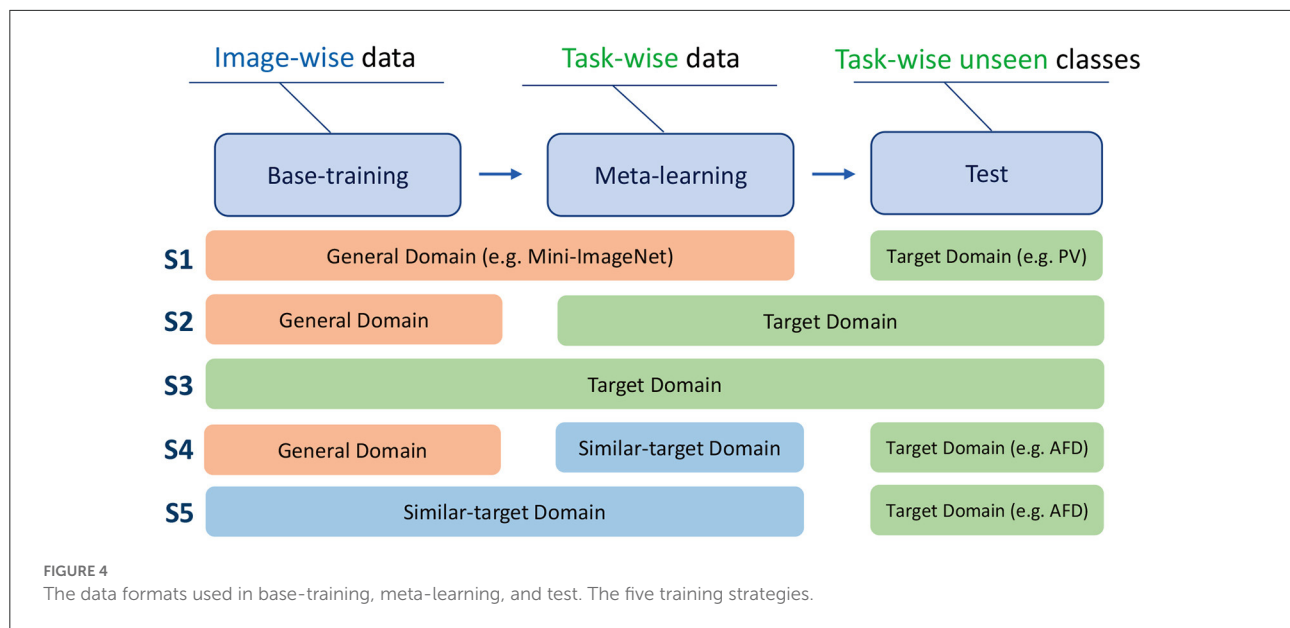 Image-wise data Task-wise data Task-wise unseen classes
Base-training Meta-learning Test
S1 General Domain (e.g. Mini-ImageNet) Target Domain (e.g. PV)
S2 General Domain Target Domain
S3 Target Domain
S4 General Domain Similar-target Domain Target Domain (e.g. AFD)
S5 Similar-target Domain Target Domain (e.g. AFD)
FIGURE 4
The data formats used in base-training, meta-learning, and test. The five training strategies.